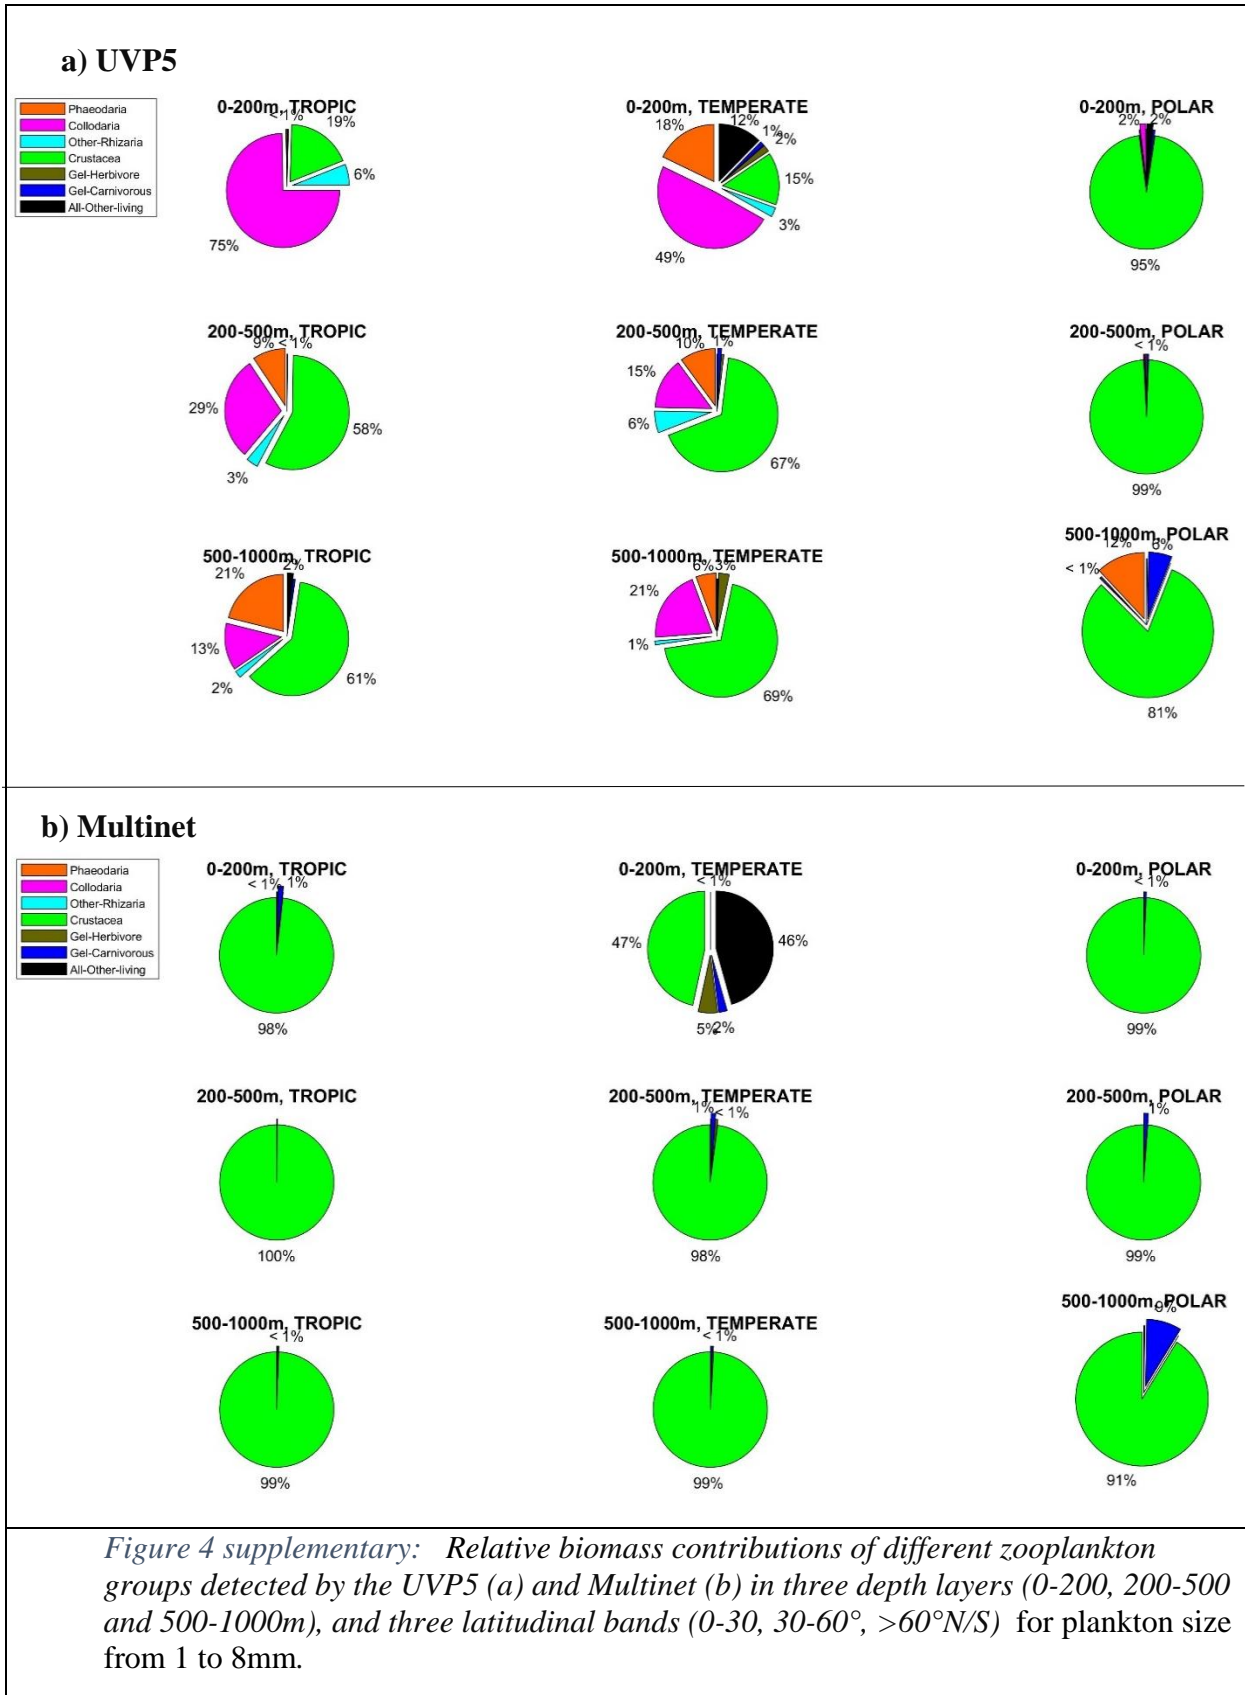 a) UVP5
Phaeodaria
Collodaria
Other-Rhizaria
Crustacea
Gel-Herbivore
Gel-Carnivorous
All-Other-living
0-200m, TROPIC
< 1%
19%
6%
75%
0-200m, TEMPERATE
18%
12%
1%
2%
15%
3%
49%
0-200m, POLAR
2%
2%
95%
200-500m, TROPIC
9%
< 1%
29%
58%
3%
200-500m, TEMPERATE
10%
1%
15%
6%
67%
200-500m, POLAR
< 1%
99%
500-1000m, TROPIC
2%
21%
13%
2%
61%
500-1000m, TEMPERATE
6%
3%
21%
1%
69%
500-1000m, POLAR
12%
6%
< 1%
81%
b) Multinet
Phaeodaria
Collodaria
Other-Rhizaria
Crustacea
Gel-Herbivore
Gel-Carnivorous
All-Other-living
0-200m, TROPIC
< 1%
1%
98%
0-200m, TEMPERATE
< 1%
47%
46%
5%
2%
0-200m, POLAR
< 1%
99%
200-500m, TROPIC
100%
200-500m, TEMPERATE
1%
< 1%
98%
200-500m, POLAR
1%
99%
500-1000m, TROPIC
< 1%
99%
500-1000m, TEMPERATE
< 1%
99%
500-1000m, POLAR
9%
91%
Figure 4 supplementary: Relative biomass contributions of different zooplankton
groups detected by the UVP5 (a) and Multinet (b) in three depth layers (0-200, 200-500
and 500-1000m), and three latitudinal bands (0-30, 30-60°, >60°N/S) for plankton size
from 1 to 8mm.